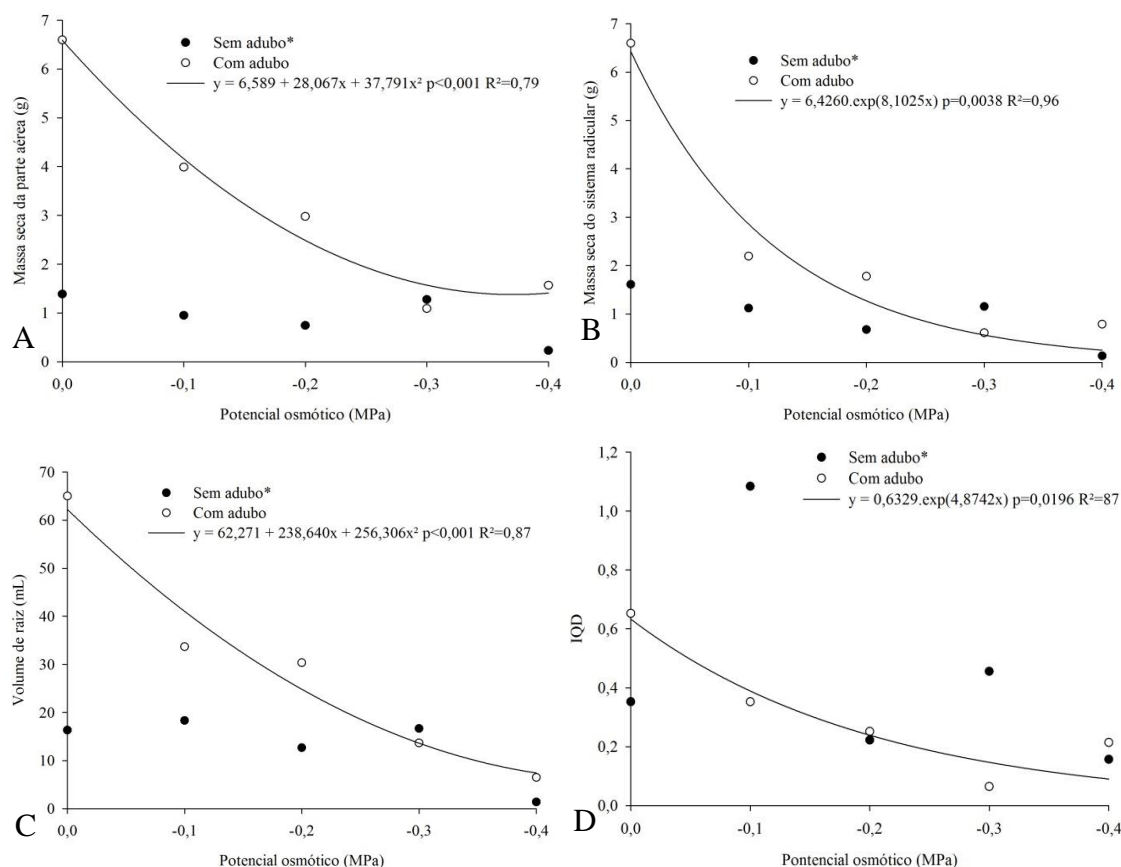 7
6
5
4
3
2
1
0
Massa seca da parte aérea (g)
Sem adubo*
Com adubo
y = 6,589 + 28,067x + 37,791x² p<0,001 R²=0,79
A
0,0
-0,1
-0,2
-0,3
-0,4
Potencial osmótico (MPa)
7
6
5
4
3
2
1
0
Massa seca do sistema radicular (g)
Sem adubo*
Com adubo
y = 6,4260.exp(8,1025x) p=0,0038 R²=0,96
B
0,0
-0,1
-0,2
-0,3
-0,4
Potencial osmótico (MPa)
70
60
50
40
30
20
10
0
Volume de raiz (mL)
Sem adubo*
Com adubo
y = 62,271 + 238,640x + 256,306x² p<0,001 R²=0,87
C
0,0
-0,1
-0,2
-0,3
-0,4
Potencial osmótico (MPa)
1,2
1,0
0,8
0,6
0,4
0,2
0,0
IQD
Sem adubo*
Com adubo
y = 0,6329.exp(4,8742x) p=0,0196 R²=87
D
0,0
-0,1
-0,2
-0,3
-0,4
Pontencial osmótico (MPa)